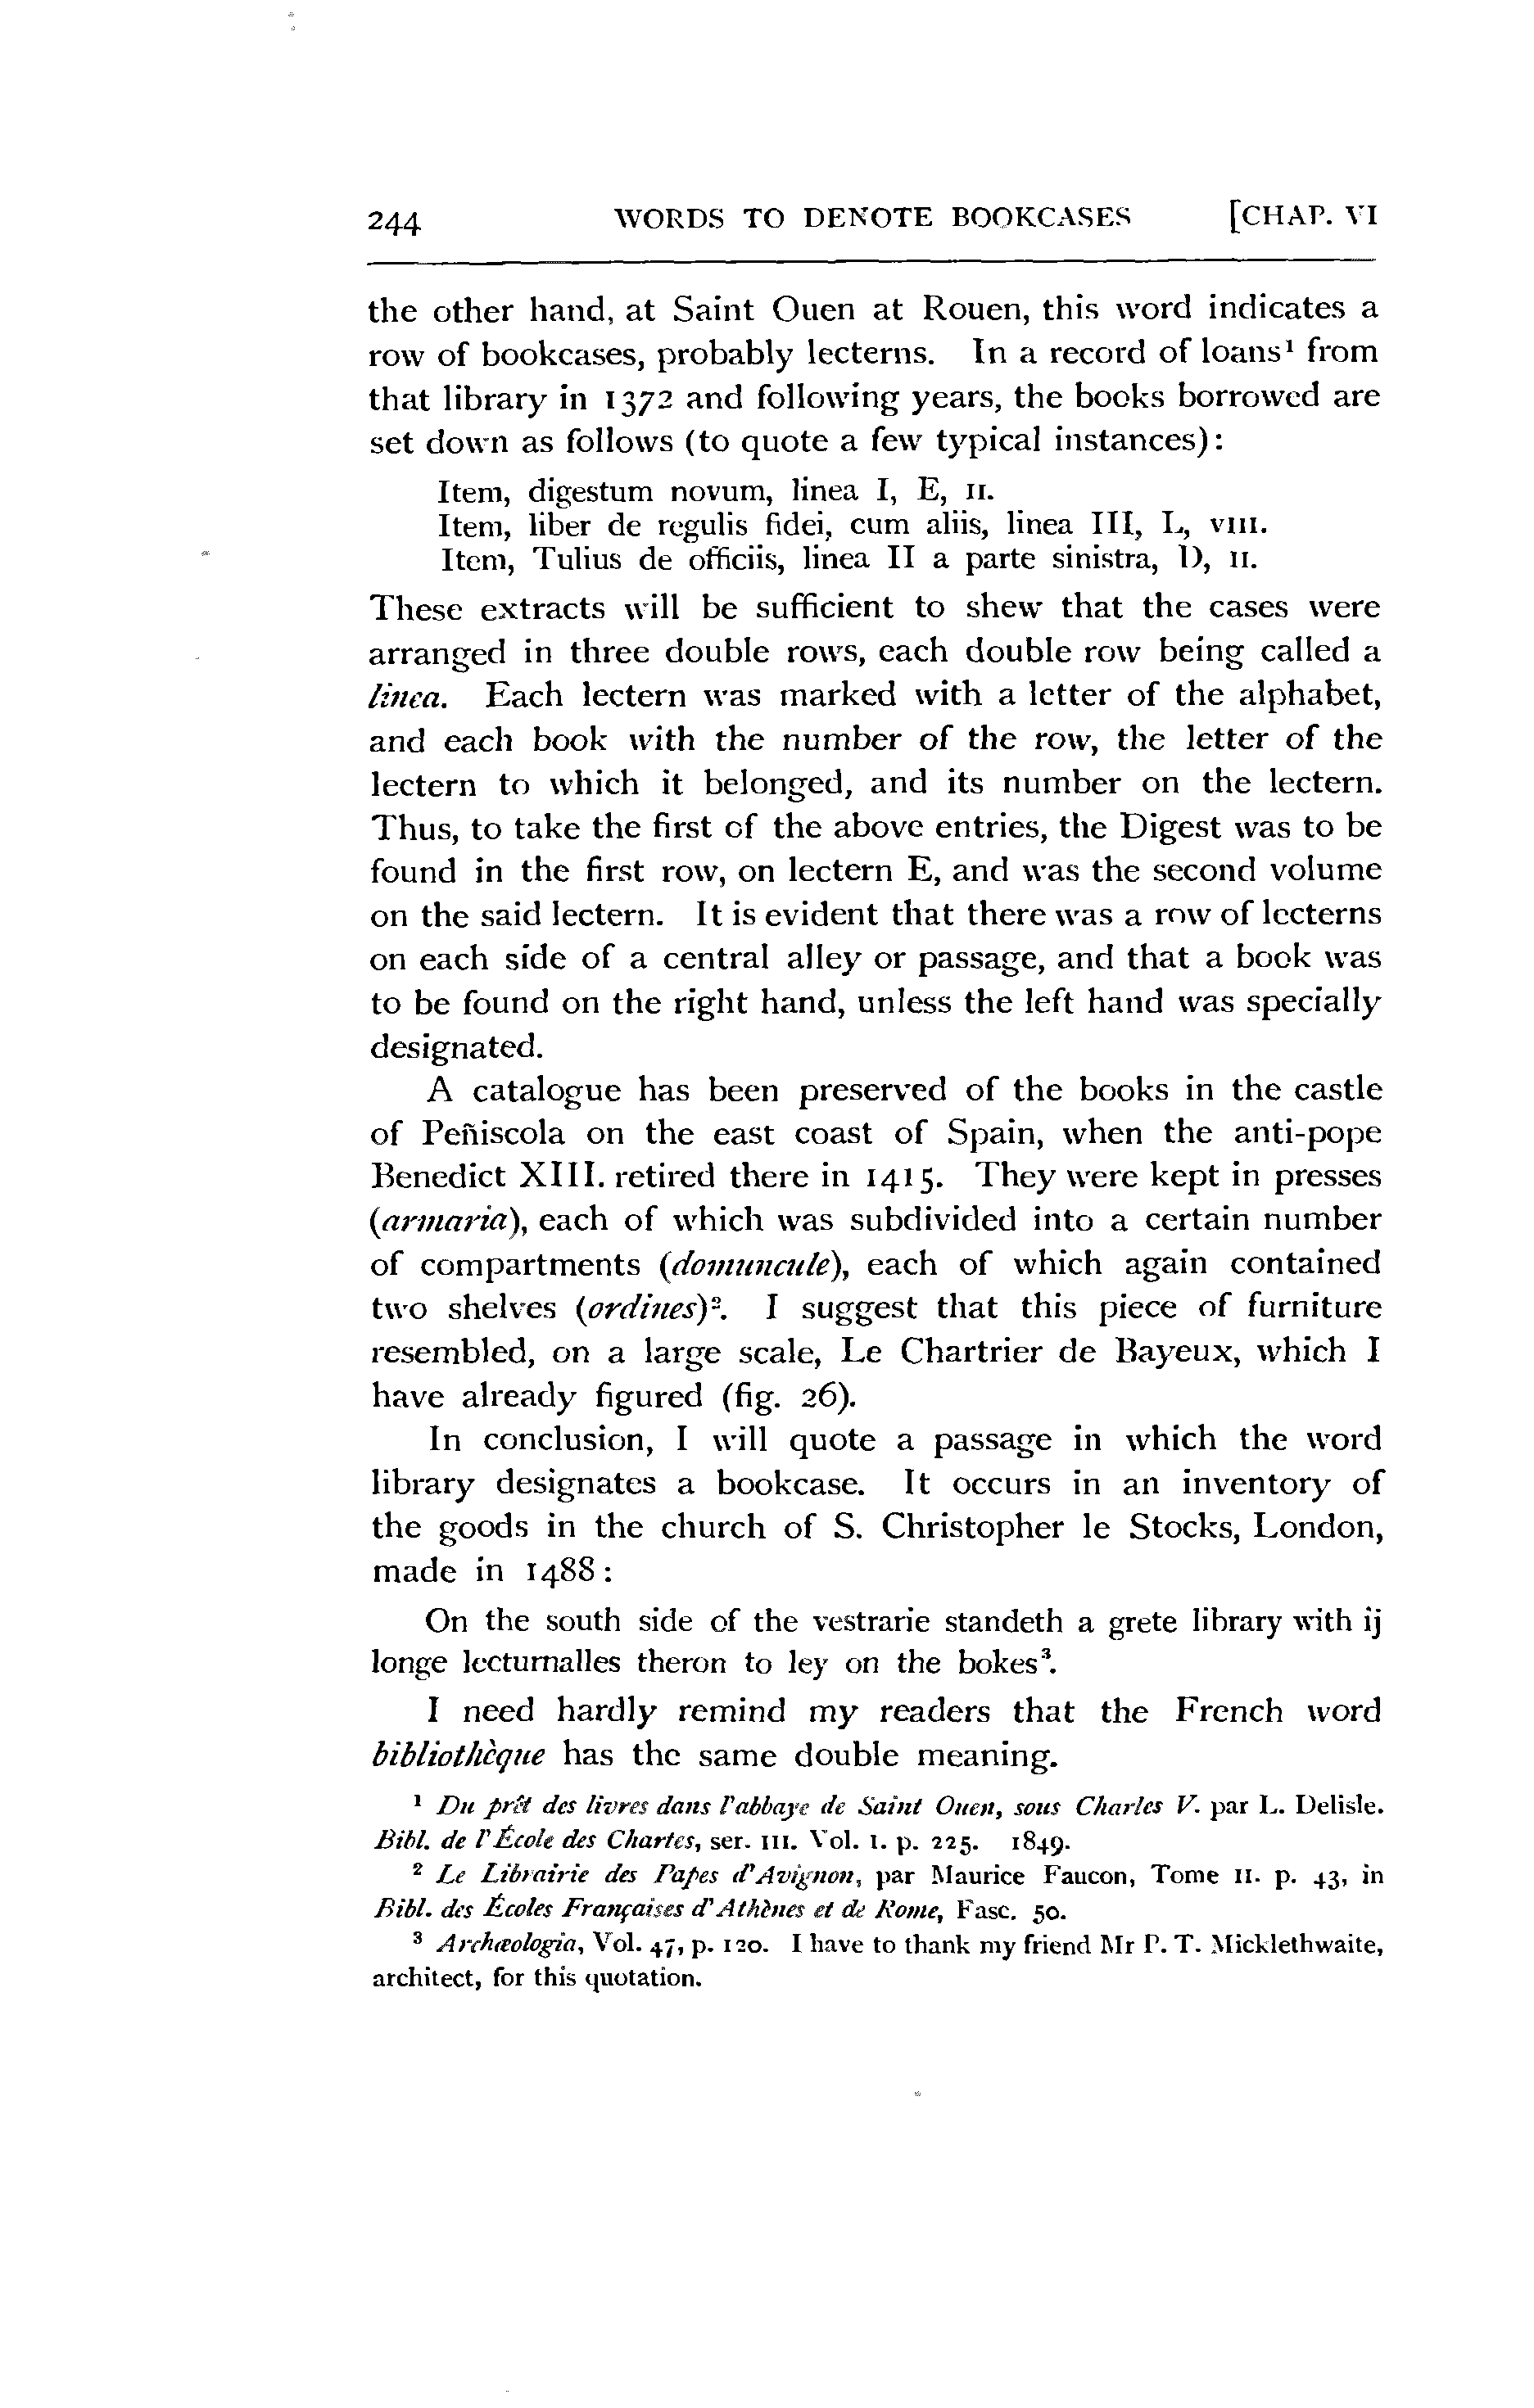 244 WORDS TO DENOTE BOOKCASES [CHAP. VI
the other hand, at Saint Ouen at Rouen, this word indicates a
row of bookcases, probably lecterns. In a record of loans¹ from
that library in 1372 and following years, the books borrowed are
set down as follows (to quote a few typical instances):
Item, digestum novum, linea I, E, II.
Item, liber de regulis fidei, cum aliis, linea III, L, VIII.
Item, Tulius de officiis, linea II a parte sinistra, D, II.
These extracts will be sufficient to shew that the cases were
arranged in three double rows, each double row being called a
linea. Each lectern was marked with a letter of the alphabet,
and each book with the number of the row, the letter of the
lectern to which it belonged, and its number on the lectern.
Thus, to take the first of the above entries, the Digest was to be
found in the first row, on lectern E, and was the second volume
on the said lectern. It is evident that there was a row of lecterns
on each side of a central alley or passage, and that a book was
to be found on the right hand, unless the left hand was specially
designated.
A catalogue has been preserved of the books in the castle
of Peñiscola on the east coast of Spain, when the anti-pope
Benedict XIII. retired there in 1415. They were kept in presses
(armaria), each of which was subdivided into a certain number
of compartments (domuncule), each of which again contained
two shelves (ordines)². I suggest that this piece of furniture
resembled, on a large scale, Le Chartrier de Bayeux, which I
have already figured (fig. 26).
In conclusion, I will quote a passage in which the word
library designates a bookcase. It occurs in an inventory of
the goods in the church of S. Christopher le Stocks, London,
made in 1488:
On the south side of the vestrarie standeth a grete library with ij
longe lecturnalles theron to ley on the bokes³.
I need hardly remind my readers that the French word
bibliothèque has the same double meaning.
¹ Du prêt des livres dans l'abbaye de Saint Ouen, sous Charles V. par L. Delisle.
Bibl. de l'École des Chartes, ser. III. Vol. I. p. 225. 1849.
² Le Librairie des Papes d'Avignon, par Maurice Faucon, Tome II. p. 43, in
Bibl. des Écoles Françaises d'Athènes et de Rome, Fasc. 50.
³ Archæologia, Vol. 47, p. 120. I have to thank my friend Mr P. T. Micklethwaite,
architect, for this quotation.